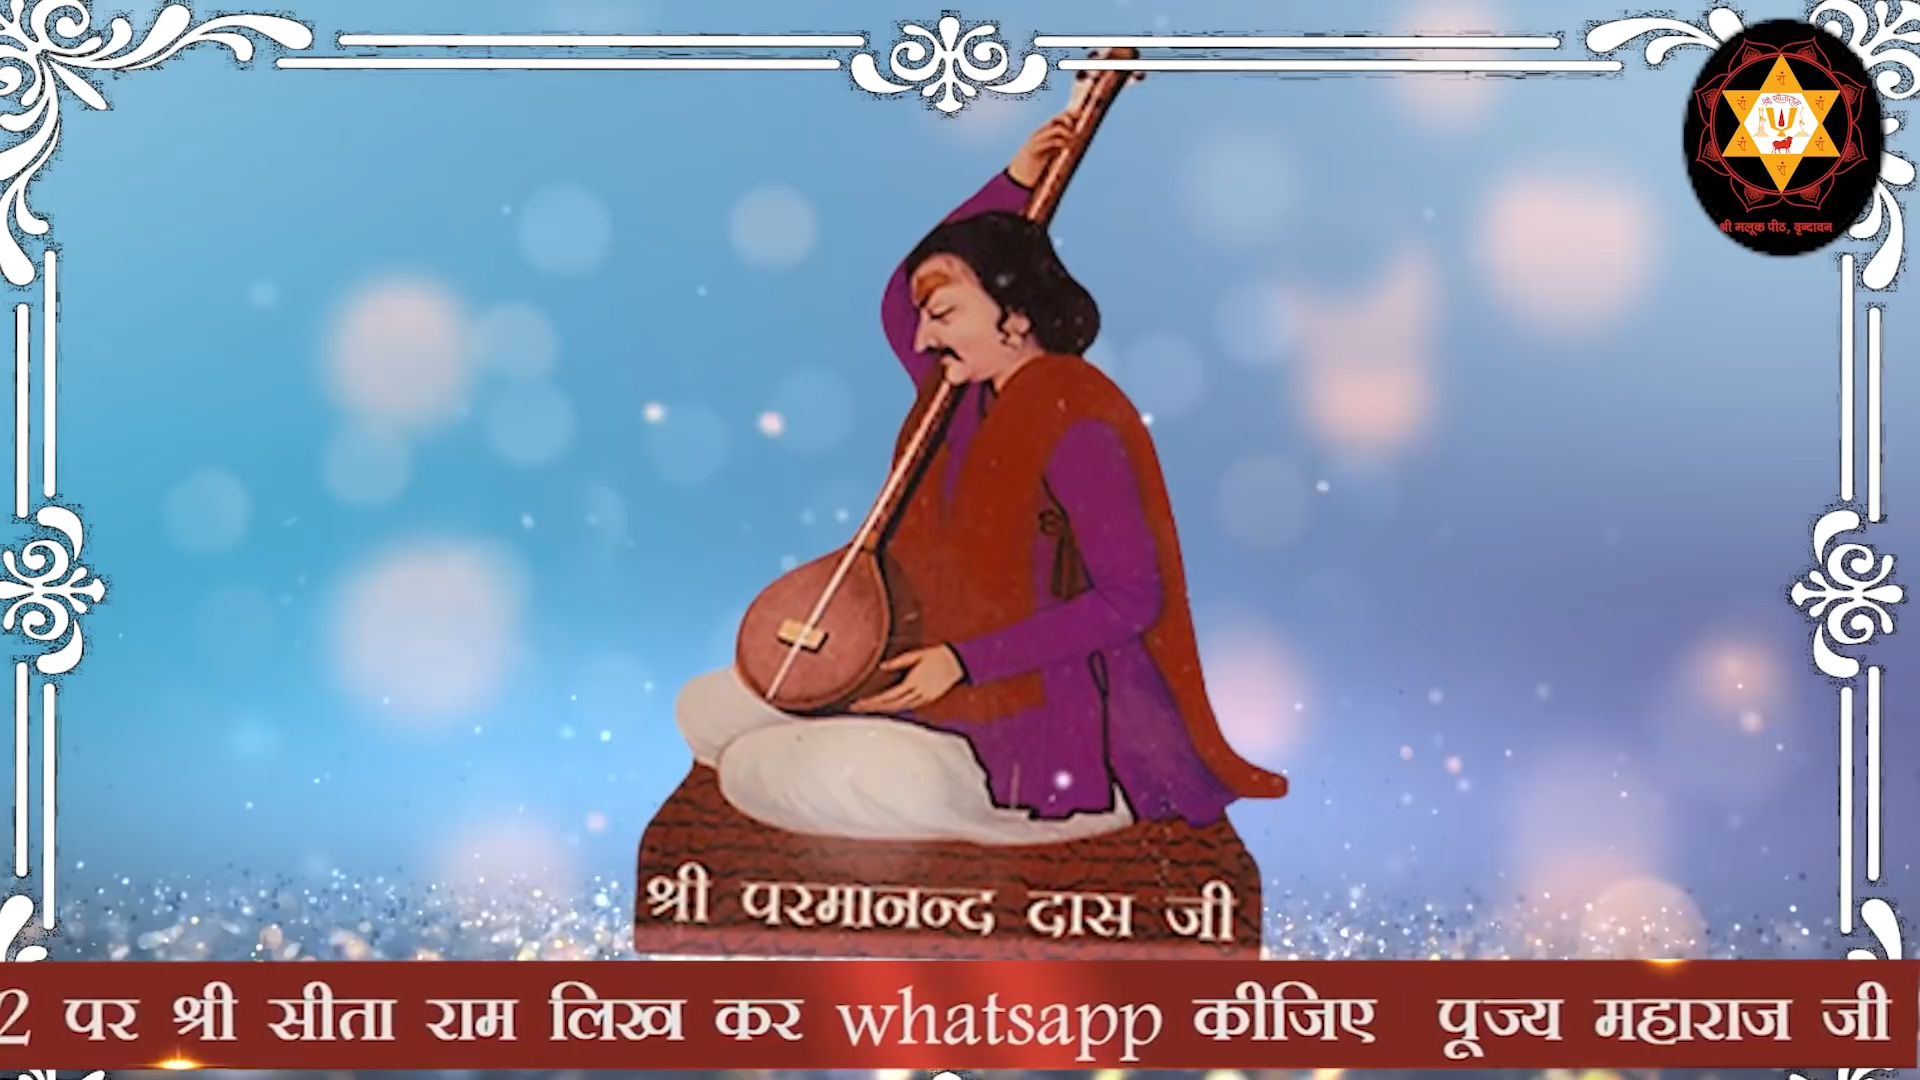 रां
श्री सीताराम
रां रां
रां रां
रां
श्री मलूक पीठ, वृन्दावन
श्री परमानन्द दास जी
2 पर श्री सीता राम लिख कर whatsapp कीजिए पूज्य महाराज जी